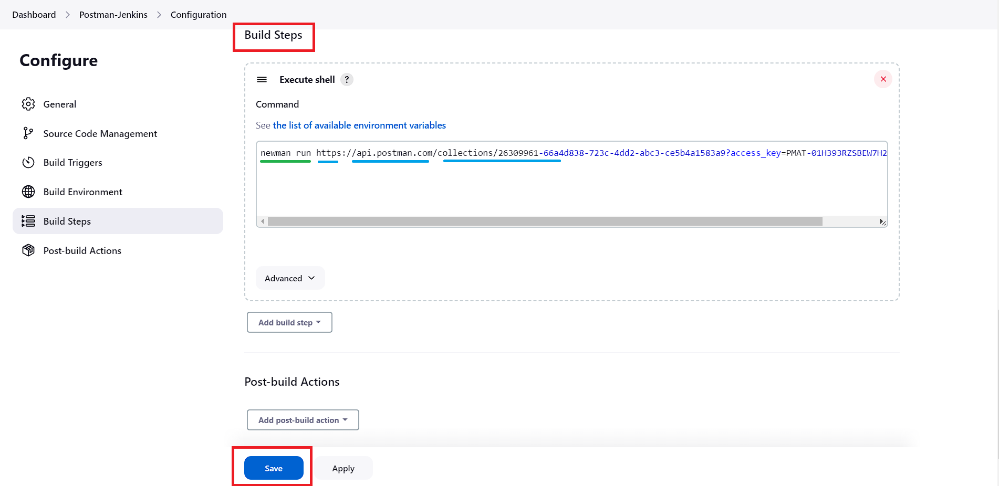 Dashboard > Postman-Jenkins > Configuration
Configure
General
Source Code Management
Build Triggers
Build Environment
Build Steps
Post-build Actions
Build Steps
Execute shell ?
Command
See the list of available environment variables
newman run https://api.postman.com/collections/26309961-66a4d838-723c-4dd2-abc3-ce5b4a1583a9?access_key=PMAT-01H393RZSBEW7H2
Advanced
Add build step
Post-build Actions
Add post-build action
Save
Apply